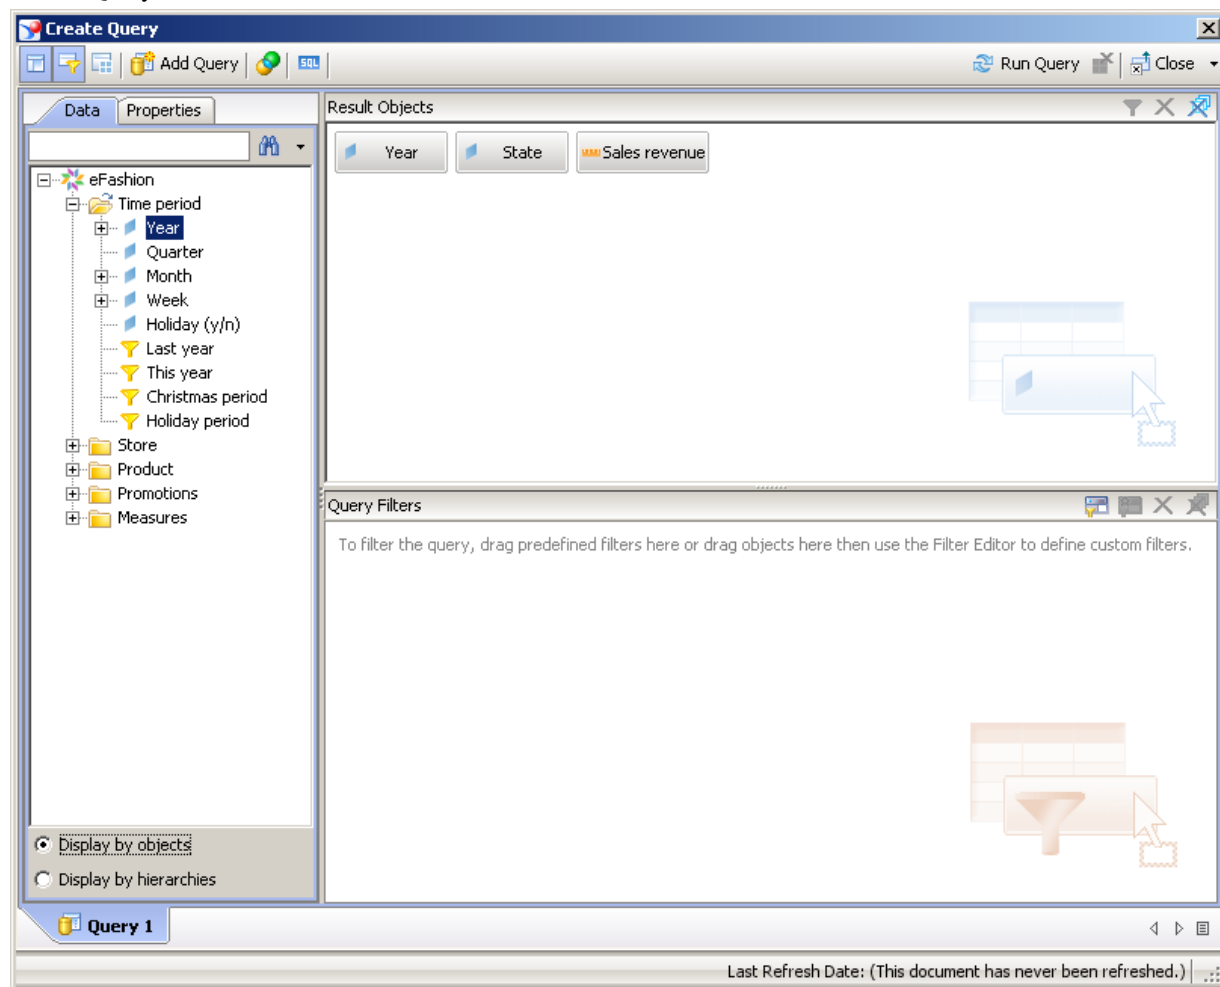 Create Query
Add Query
SQL
Run Query
Close
Data
Properties
Result Objects
Year
State
Sales revenue
eFashion
Time period
Year
Quarter
Month
Week
Holiday (y/n)
Last year
This year
Christmas period
Holiday period
Store
Product
Promotions
Measures
Query Filters
To filter the query, drag predefined filters here or drag objects here then use the Filter Editor to define custom filters.
Display by objects
Display by hierarchies
Query 1
Last Refresh Date: (This document has never been refreshed.)